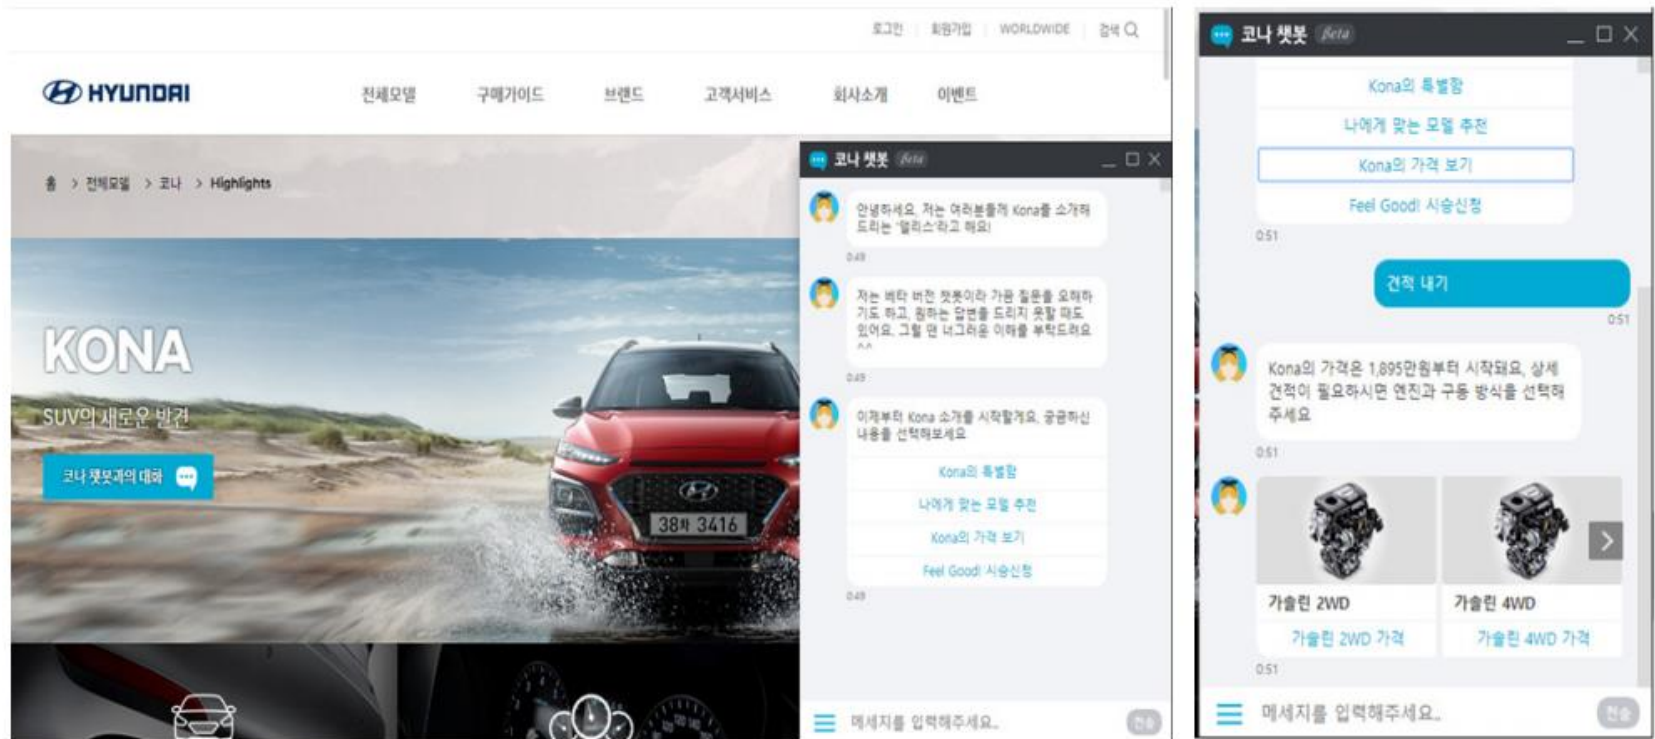 로그인 회원가입 WORLDWIDE 검색
HYUNDAI 전체모델 구매가이드 브랜드 고객서비스 회사소개 이벤트
홈 > 전체모델 > 코나 > Highlights
KONA
SUV의 새로운 발견
코나 챗봇과의 대화
38 3416
코나 챗봇 Beta
안녕하세요, 저는 여러분들께 Kona를 소개해
드리는 '엘리스'라고 해요!
0:49
저는 베타 버전 챗봇이라 가끔 질문을 오해하
기도 하고, 원하는 답변을 드리지 못할 때도
있어요. 그럴 땐 너그러운 이해를 부탁드려요
^^
0:49
이제부터 Kona 소개를 시작할게요. 궁금하신
내용을 선택해보세요
Kona의 특별함
나에게 맞는 모델 추천
Kona의 가격 보기
Feel Good! 시승신청
0:49
메세지를 입력해주세요..
전송
코나 챗봇 Beta
Kona의 특별함
나에게 맞는 모델 추천
Kona의 가격 보기
Feel Good! 시승신청
0:51
견적 내기
0:51
Kona의 가격은 1,895만원부터 시작돼요, 상세
견적이 필요하시면 엔진과 구동 방식을 선택해
주세요
0:51
가솔린 2WD 가솔린 4WD
가솔린 2WD 가격 가솔린 4WD 가격
0:51
메세지를 입력해주세요..
전송